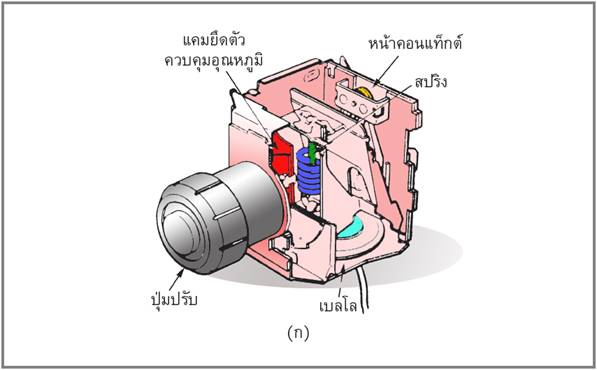 แคมยึดตัว
ควบคุมอุณหภูมิ
หน้าคอนแท็กต์
สปริง
ปุ่มปรับ
เบลโล
(ก)